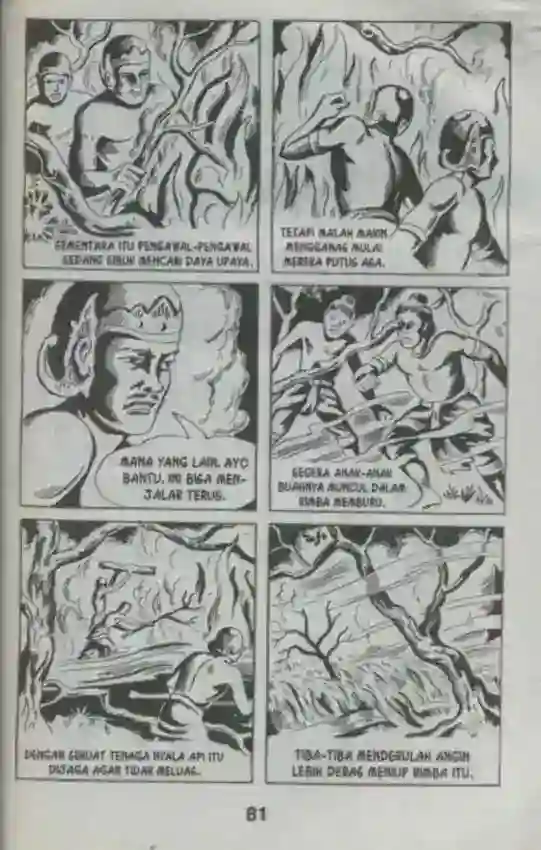 SEMENTARA ITU PENGAWAL-PENGAWAL
SEDANG SIBUK MENCARI DAYA UPAYA.
TETAPI MALAH MAKIN
MENGGANAS MULAI
MEREKA PUTUS ASA.
MANA YANG LAIN. AYO
BANTU. INI BISA MEN-
JALAR TERUS.
SEGERA ANAK-ANAK
BUAHNYA MUNCUL DALAM
RIMBA MEMBURU.
DENGAN SEKUAT TENAGA NYALA API ITU
DIJAGA AGAR TIDAK MELUAS.
TIBA-TIBA MENDERULAH ANGIN
LEBIH DERAS MENIUP RIMBA ITU.
81